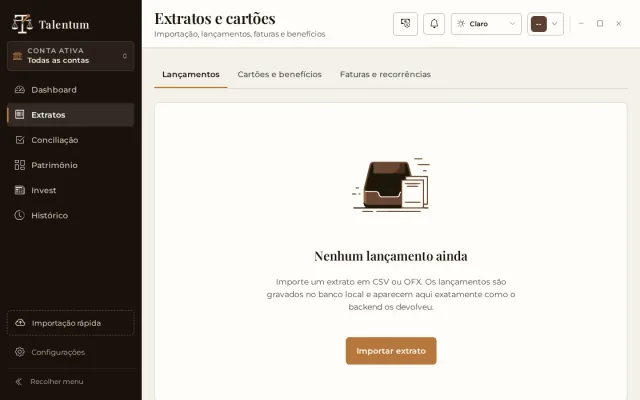 Talentum
CONTA ATIVA
Todas as contas
Dashboard
Extratos
Conciliação
Patrimônio
Invest
Histórico
Importação rápida
Configurações
Recolher menu
Extratos e cartões
Importação, lançamentos, faturas e benefícios
Claro
--
Lançamentos
Cartões e benefícios
Faturas e recorrências
Nenhum lançamento ainda
Importe um extrato em CSV ou OFX. Os lançamentos são
gravados no banco local e aparecem aqui exatamente como o
backend os devolveu.
Importar extrato